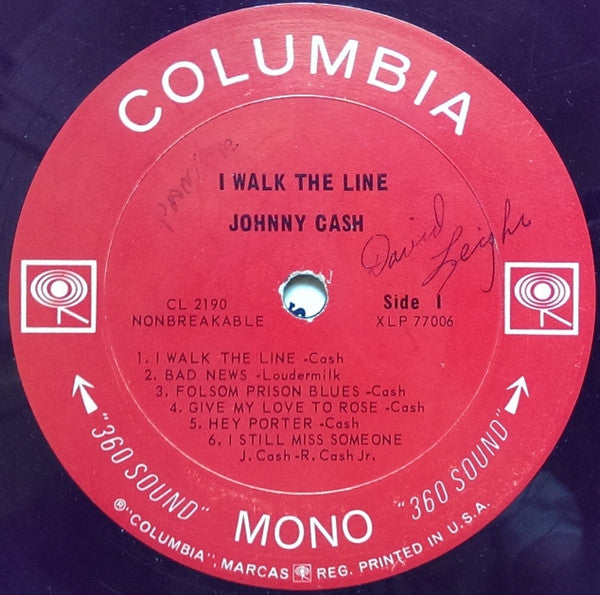 COLUMBIA
I WALK THE LINE
JOHNNY CASH
David
CL 2190
NONBREAKABLE
Side 1
XLP 77006
1. I WALK THE LINE -Cash
2. BAD NEWS -Loudermilk
3. FOLSOM PRISON BLUES -Cash
4. GIVE MY LOVE TO ROSE -Cash
5. HEY PORTER -Cash
6. I STILL MISS SOMEONE
J. Cash -R. Cash Jr.
"360 SOUND" MONO "360 SOUND"
®"COLUMBIA", MARCAS REG. PRINTED IN U.S.A.